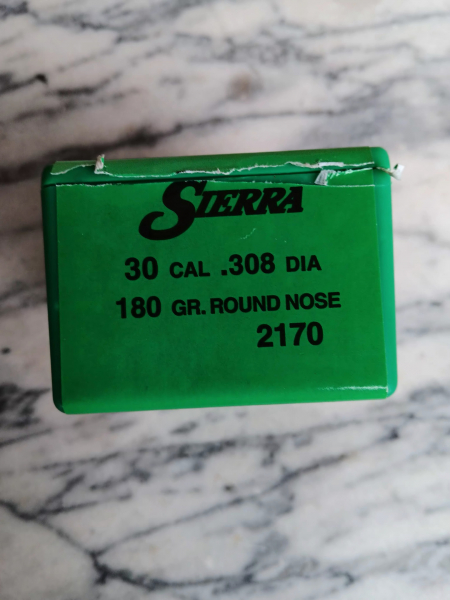 SIERRA
30 CAL .308 DIA
180 GR. ROUND NOSE
2170